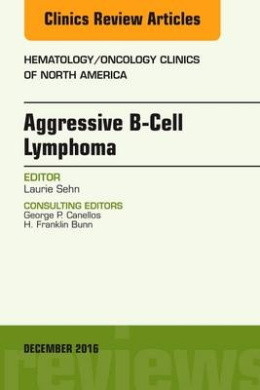 Clinics Review Articles
HEMATOLOGY/ONCOLOGY CLINICS
OF NORTH AMERICA
Aggressive B-Cell
Lymphoma
EDITOR
Laurie Sehn
CONSULTING EDITORS
George P. Canellos
H. Franklin Bunn
DECEMBER 2016
reviews